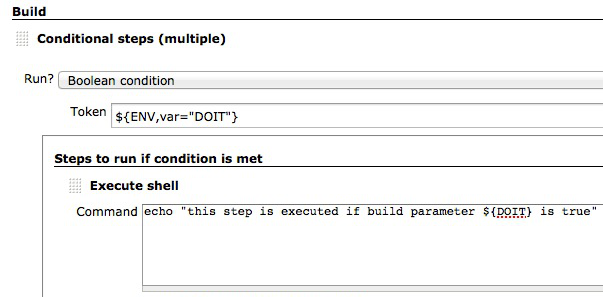 Build
Conditional steps (multiple)
Run? Boolean condition
Token ${ENV,var="DOIT"}
Steps to run if condition is met
Execute shell
Command echo "this step is executed if build parameter ${DOIT} is true"